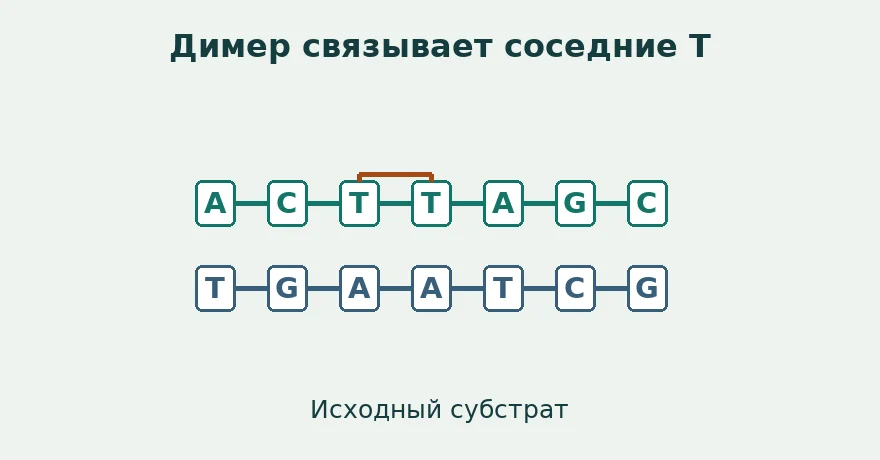 Димер связывает соседние Т
A C T T A G C
T G A A T C G
Исходный субстрат